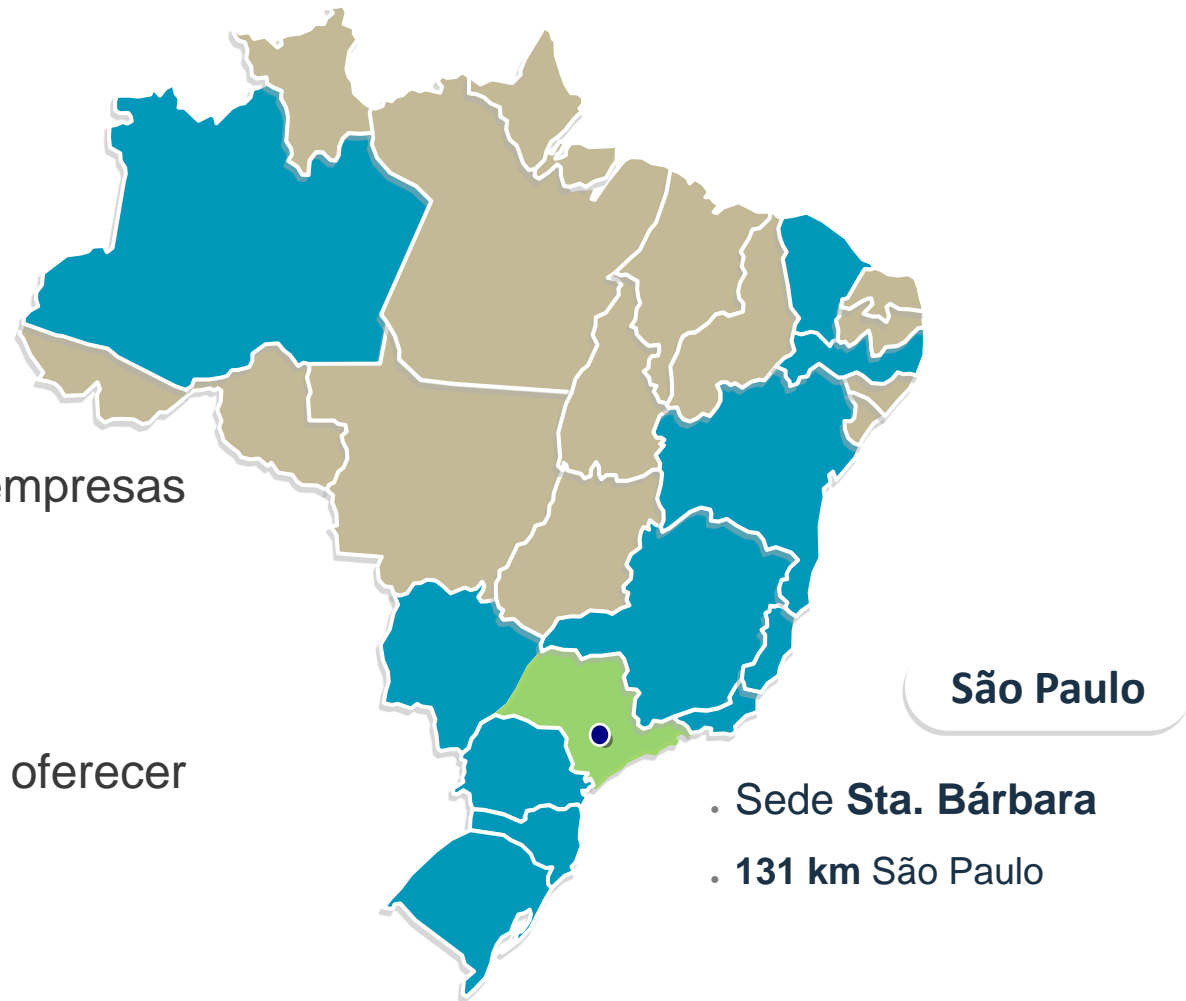 empresas
São Paulo
oferecer
. Sede Sta. Bárbara
. 131 km São Paulo